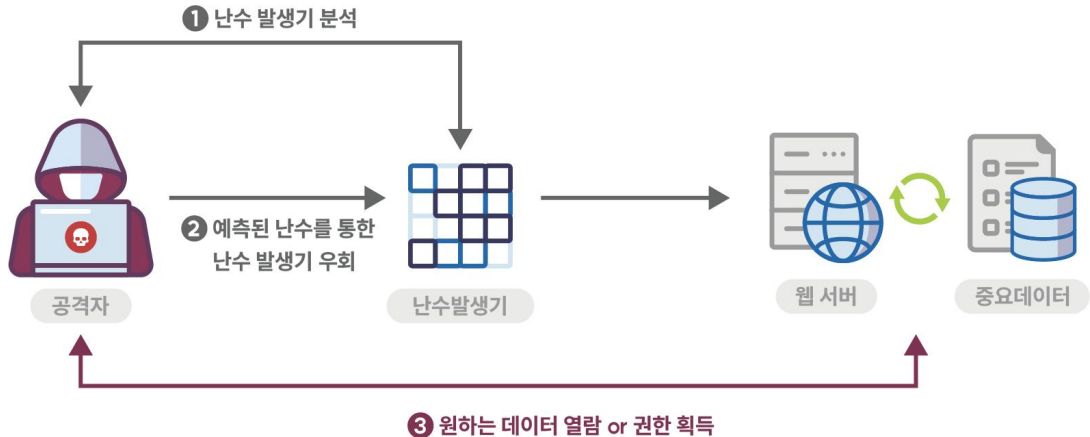 ❶ 난수 발생기 분석
❷ 예측된 난수를 통한
난수 발생기 우회
공격자
난수발생기
웹 서버
중요데이터
❸ 원하는 데이터 열람 or 권한 획득